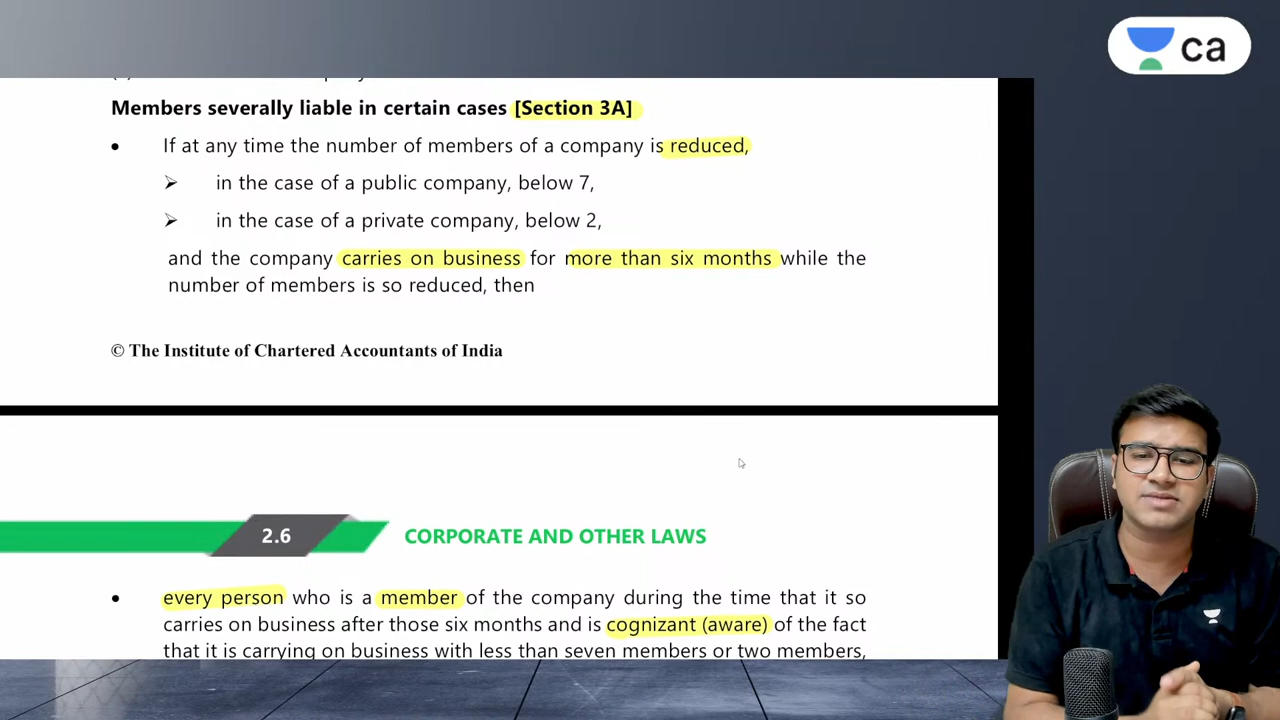 ca
Members severally liable in certain cases [Section 3A]
• If at any time the number of members of a company is reduced,
➢ in the case of a public company, below 7,
➢ in the case of a private company, below 2,
and the company carries on business for more than six months while the
number of members is so reduced, then
© The Institute of Chartered Accountants of India
2.6 CORPORATE AND OTHER LAWS
• every person who is a member of the company during the time that it so
carries on business after those six months and is cognizant (aware) of the fact
that it is carrying on business with less than seven members or two members,